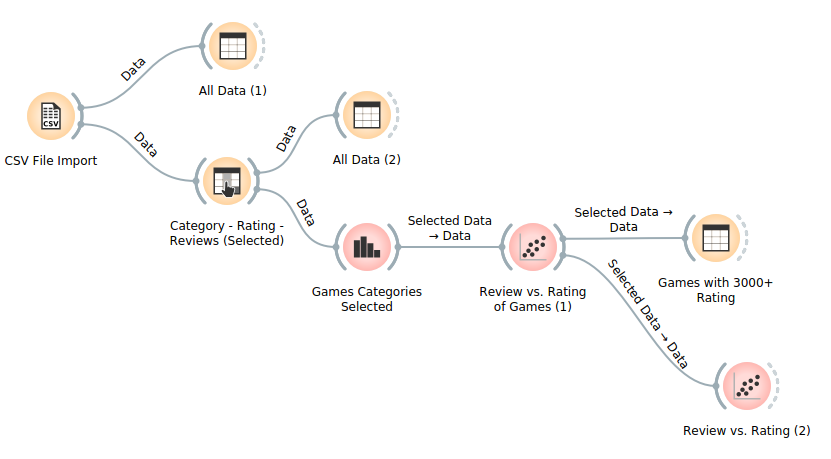 Data
All Data (1)
CSV
CSV File Import
Data
Data
All Data (2)
Category - Rating -
Reviews (Selected)
Data
Games Categories
Selected
Selected Data
→ Data
Review vs. Rating
of Games (1)
Selected Data →
Data
Games with 3000+
Rating
Selected Data → Data
Review vs. Rating (2)